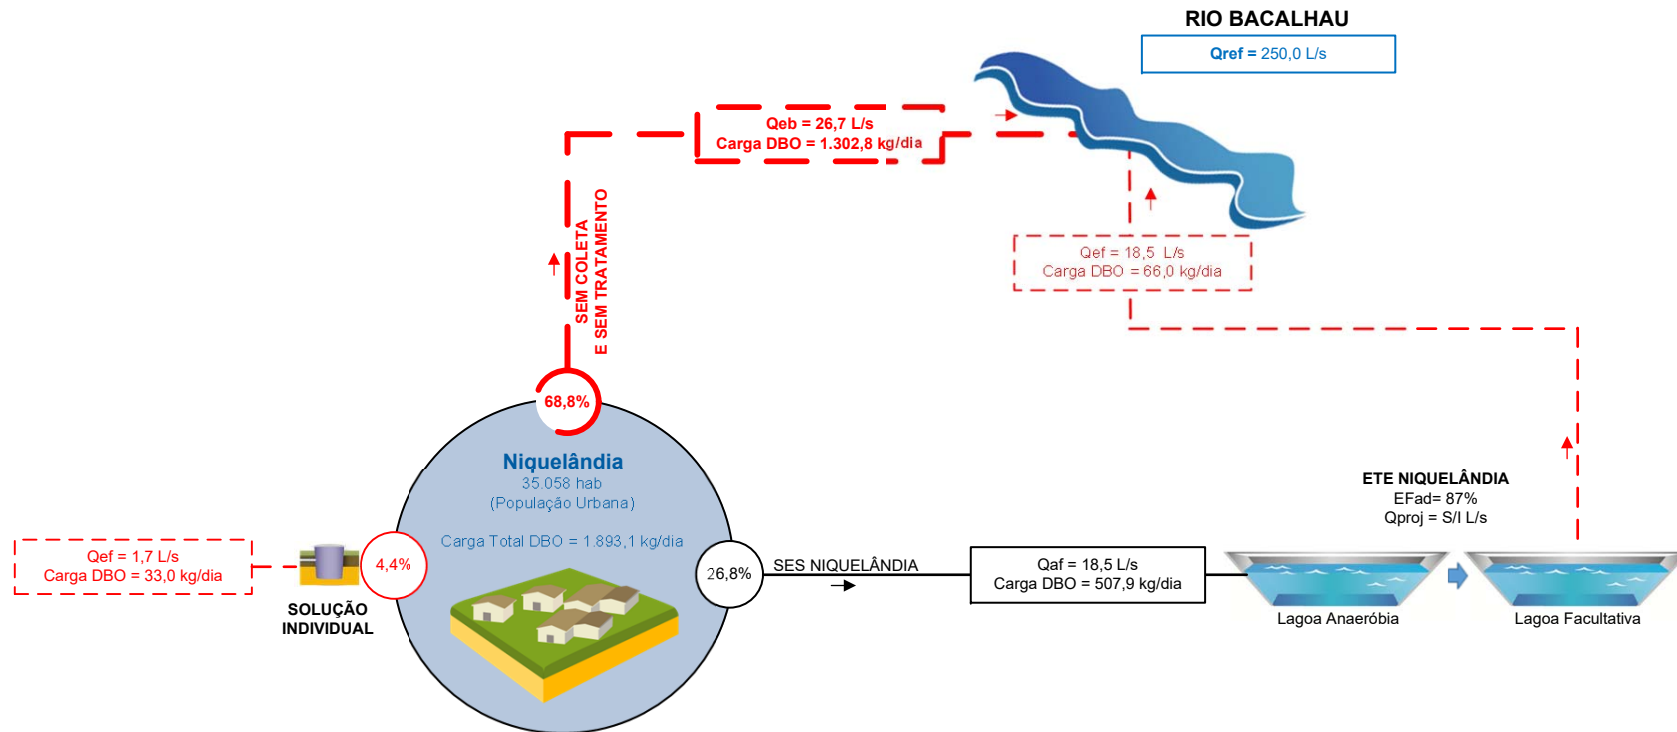 RIO BACALHAU
Qref = 250,0 L/s
Qeb = 26,7 L/s
Carga DBO = 1.302,8 kg/dia
SEM COLETA
E SEM TRATAMENTO
Qef = 18,5 L/s
Carga DBO = 66,0 kg/dia
68,8%
Niquelândia
35.058 hab
(População Urbana)
Carga Total DBO = 1.893,1 kg/dia
ETE NIQUELÂNDIA
EFad= 87%
Qproj = S/I L/s
Qef = 1,7 L/s
Carga DBO = 33,0 kg/dia
4,4%
SOLUÇÃO
INDIVIDUAL
26,8%
SES NIQUELÂNDIA
Qaf = 18,5 L/s
Carga DBO = 507,9 kg/dia
Lagoa Anaeróbia
Lagoa Facultativa